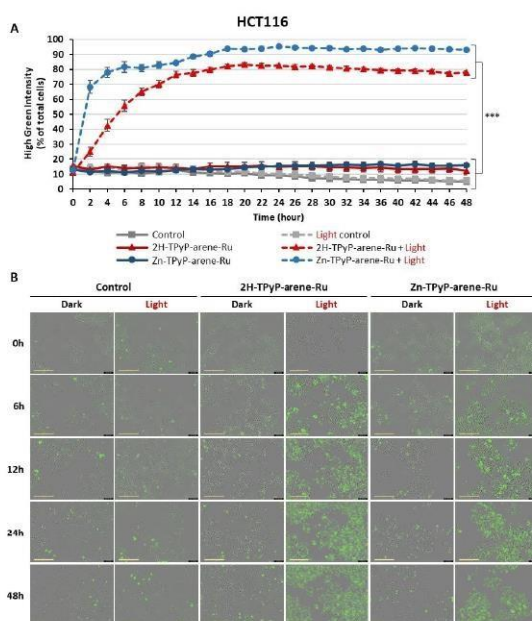 HCT116
A
100
90
80
70
60
50
40
30
20
10
0
High Green Intensity
(% of total cells)
***
0 2 4 6 8 10 12 14 16 18 20 22 24 26 28 30 32 34 36 38 40 42 44 46 48
Time (hour)
Control Light control
2H-TPyP-arene-Ru 2H-TPyP-arene-Ru + Light
Zn-TPyP-arene-Ru Zn-TPyP-arene-Ru + Light
B
Control 2H-TPyP-arene-Ru Zn-TPyP-arene-Ru
Dark Light Dark Light Dark Light
0h
6h
12h
24h
48h